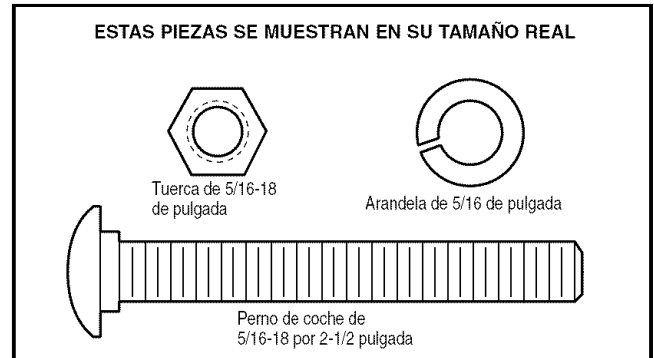 ESTAS PIEZAS SE MUESTRAN EN SU TAMAÑO REAL
Tuerca de 5/16-18
de pulgada
Arandela de 5/16 de pulgada
Perno de coche de
5/16-18 por 2-1/2 pulgada